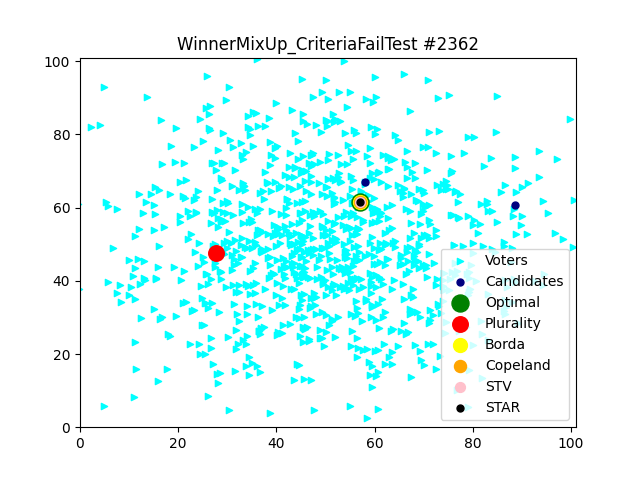 WinnerMixUp_CriteriaFailTest #2362
100
80
60
40
20
0
0 20 40 60 80 100
Voters
Candidates
Optimal
Plurality
Borda
Copeland
STV
STAR